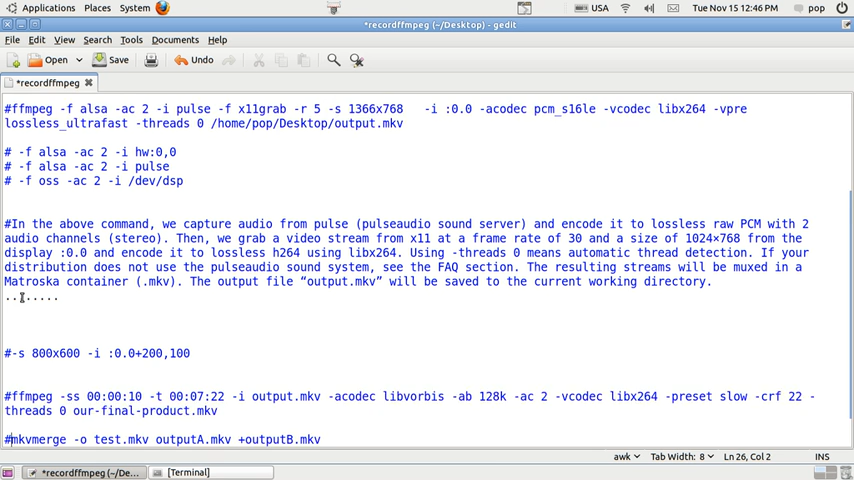 Applications Places System USA pop Tue Nov 15 12:46 PM
*recordffmpeg (~/Desktop) - gedit
File Edit View Search Tools Documents Help
Open Save Undo
*recordffmpeg
#ffmpeg -f alsa -ac 2 -i pulse -f x11grab -r 5 -s 1366x768 -i :0.0 -acodec pcm_s16le -vcodec libx264 -vpre
lossless_ultrafast -threads 0 /home/pop/Desktop/output.mkv
# -f alsa -ac 2 -i hw:0,0
# -f alsa -ac 2 -i pulse
# -f oss -ac 2 -i /dev/dsp
#In the above command, we capture audio from pulse (pulseaudio sound server) and encode it to lossless raw PCM with 2
audio channels (stereo). Then, we grab a video stream from x11 at a frame rate of 30 and a size of 1024×768 from the
display :0.0 and encode it to lossless h264 using libx264. Using -threads 0 means automatic thread detection. If your
distribution does not use the pulseaudio sound system, see the FAQ section. The resulting streams will be muxed in a
Matroska container (.mkv). The output file “output.mkv” will be saved to the current working directory.
........
#-s 800x600 -i :0.0+200,100
#ffmpeg -ss 00:00:10 -t 00:07:22 -i output.mkv -acodec libvorbis -ab 128k -ac 2 -vcodec libx264 -preset slow -crf 22 -
threads 0 our-final-product.mkv
#mkvmerge -o test.mkv outputA.mkv +outputB.mkv
awk Tab Width: 8 Ln 26, Col 2 INS
*recordffmpeg (~/De... [Terminal]